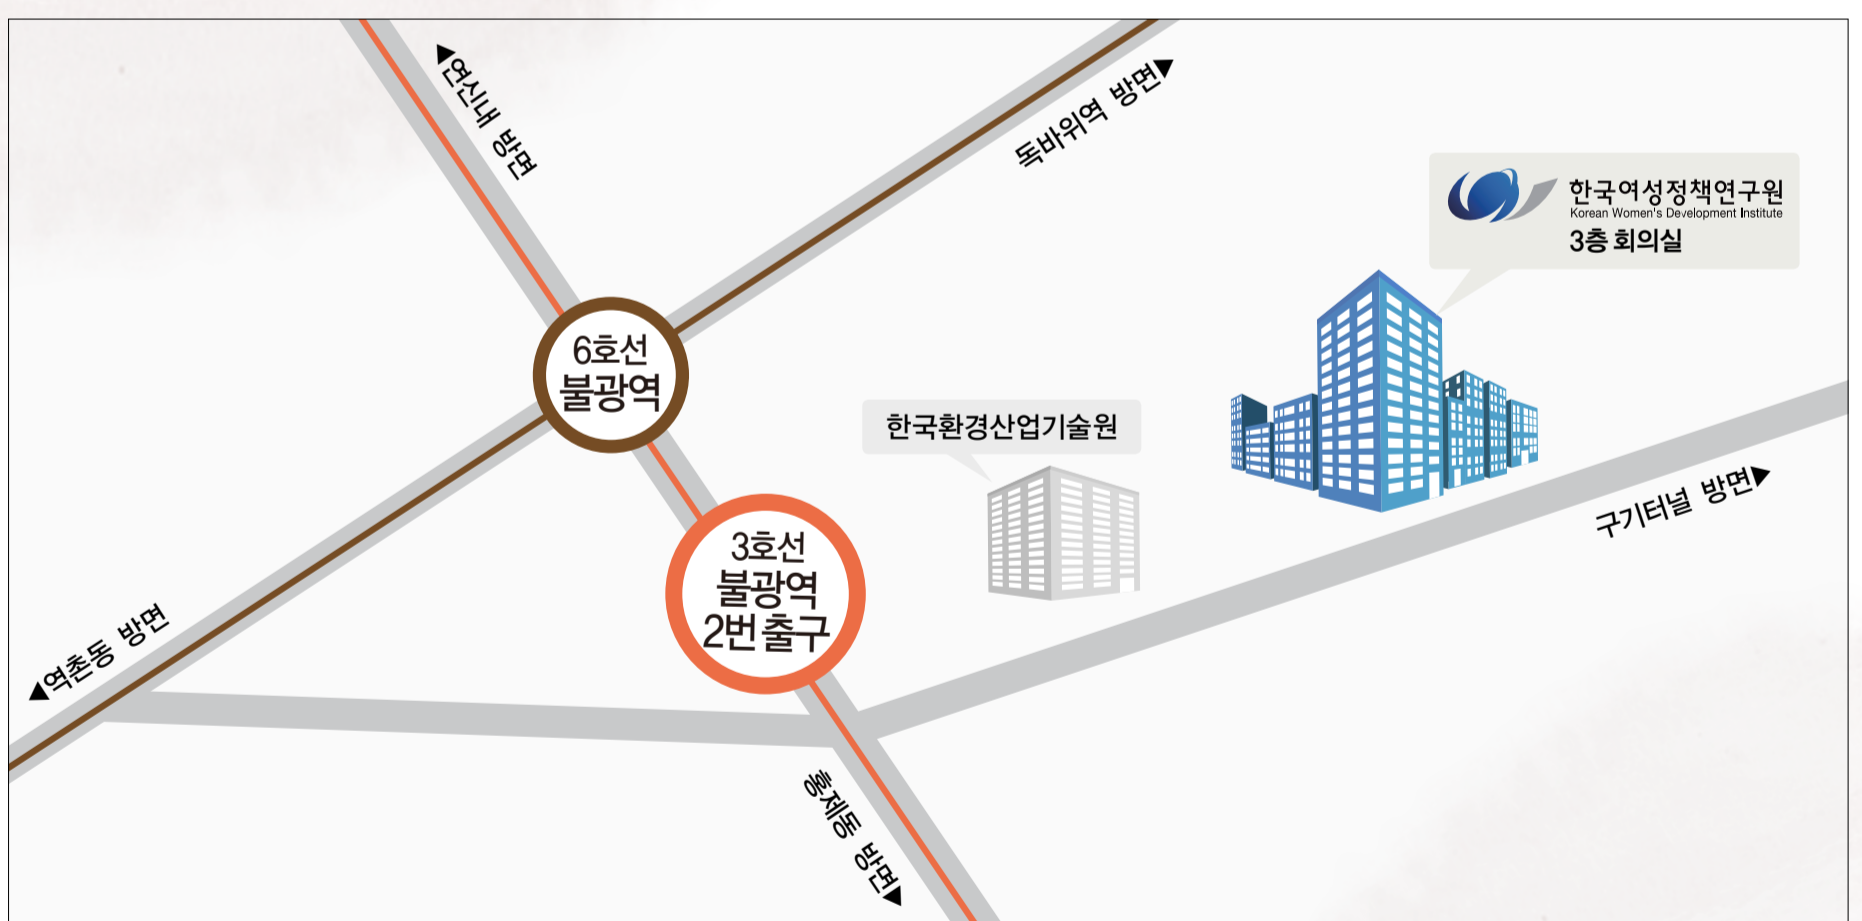 ◀연신내 방면
독바위역 방면▶
한국여성정책연구원
Korean Women's Development Institute
3층 회의실
6호선
불광역
한국환경산업기술원
구기터널 방면▶
3호선
불광역
2번 출구
◀역촌동 방면
홍제동 방면▶